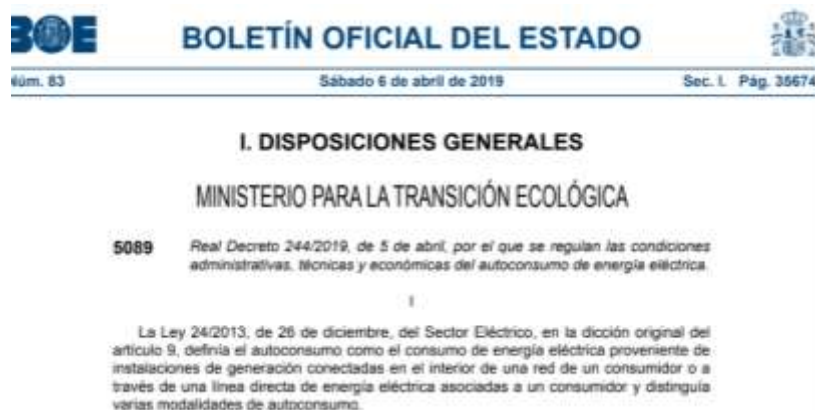 BOE BOLETÍN OFICIAL DEL ESTADO
Núm. 83 Sábado 6 de abril de 2019 Sec. I. Pág. 35674
I. DISPOSICIONES GENERALES
MINISTERIO PARA LA TRANSICIÓN ECOLÓGICA
5089 Real Decreto 244/2019, de 5 de abril, por el que se regulan las condiciones
administrativas, técnicas y económicas del autoconsumo de energía eléctrica.
I
La Ley 24/2013, de 26 de diciembre, del Sector Eléctrico, en la dicción original del
artículo 9, definía el autoconsumo como el consumo de energía eléctrica proveniente de
instalaciones de generación conectadas en el interior de una red de un consumidor o a
través de una línea directa de energía eléctrica asociadas a un consumidor y distinguía
varias modalidades de autoconsumo.